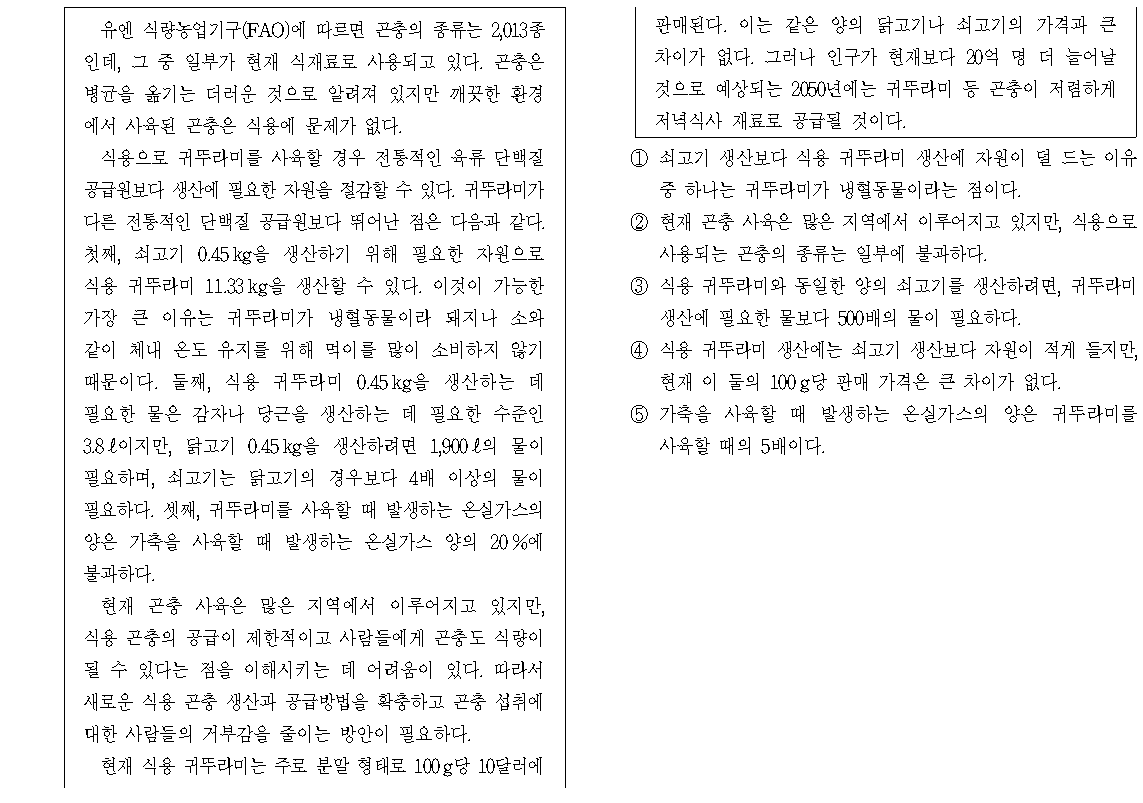 유엔 식량농업기구(FAO)에 따르면 곤충의 종류는 2,013종
인데, 그 중 일부가 현재 식재료로 사용되고 있다. 곤충은
병균을 옮기는 더러운 것으로 알려져 있지만 깨끗한 환경
에서 사육된 곤충은 식용에 문제가 없다.
식용으로 귀뚜라미를 사육할 경우 전통적인 육류 단백질
공급원보다 생산에 필요한 자원을 절감할 수 있다. 귀뚜라미가
다른 전통적인 단백질 공급원보다 뛰어난 점은 다음과 같다.
첫째, 쇠고기 0.45kg을 생산하기 위해 필요한 자원으로
식용 귀뚜라미 11.33kg을 생산할 수 있다. 이것이 가능한
가장 큰 이유는 귀뚜라미가 냉혈동물이라 돼지나 소와
같이 체내 온도 유지를 위해 먹이를 많이 소비하지 않기
때문이다. 둘째, 식용 귀뚜라미 0.45kg을 생산하는 데
필요한 물은 감자나 당근을 생산하는 데 필요한 수준인
3.8ℓ이지만, 닭고기 0.45kg을 생산하려면 1,900ℓ의 물이
필요하며, 쇠고기는 닭고기의 경우보다 4배 이상의 물이
필요하다. 셋째, 귀뚜라미를 사육할 때 발생하는 온실가스의
양은 가축을 사육할 때 발생하는 온실가스 양의 20%에
불과하다.
현재 곤충 사육은 많은 지역에서 이루어지고 있지만,
식용 곤충의 공급이 제한적이고 사람들에게 곤충도 식량이
될 수 있다는 점을 이해시키는 데 어려움이 있다. 따라서
새로운 식용 곤충 생산과 공급방법을 확충하고 곤충 섭취에
대한 사람들의 거부감을 줄이는 방안이 필요하다.
현재 식용 귀뚜라미는 주로 분말 형태로 100g당 10달러에
판매된다. 이는 같은 양의 닭고기나 쇠고기의 가격과 큰
차이가 없다. 그러나 인구가 현재보다 20억 명 더 늘어날
것으로 예상되는 2050년에는 귀뚜라미 등 곤충이 저렴하게
저녁식사 재료로 공급될 것이다.
① 쇠고기 생산보다 식용 귀뚜라미 생산에 자원이 덜 드는 이유
중 하나는 귀뚜라미가 냉혈동물이라는 점이다.
② 현재 곤충 사육은 많은 지역에서 이루어지고 있지만, 식용으로
사용되는 곤충의 종류는 일부에 불과하다.
③ 식용 귀뚜라미와 동일한 양의 쇠고기를 생산하려면, 귀뚜라미
생산에 필요한 물보다 500배의 물이 필요하다.
④ 식용 귀뚜라미 생산에는 쇠고기 생산보다 자원이 적게 들지만,
현재 이 둘의 100g당 판매 가격은 큰 차이가 없다.
⑤ 가축을 사육할 때 발생하는 온실가스의 양은 귀뚜라미를
사육할 때의 5배이다.